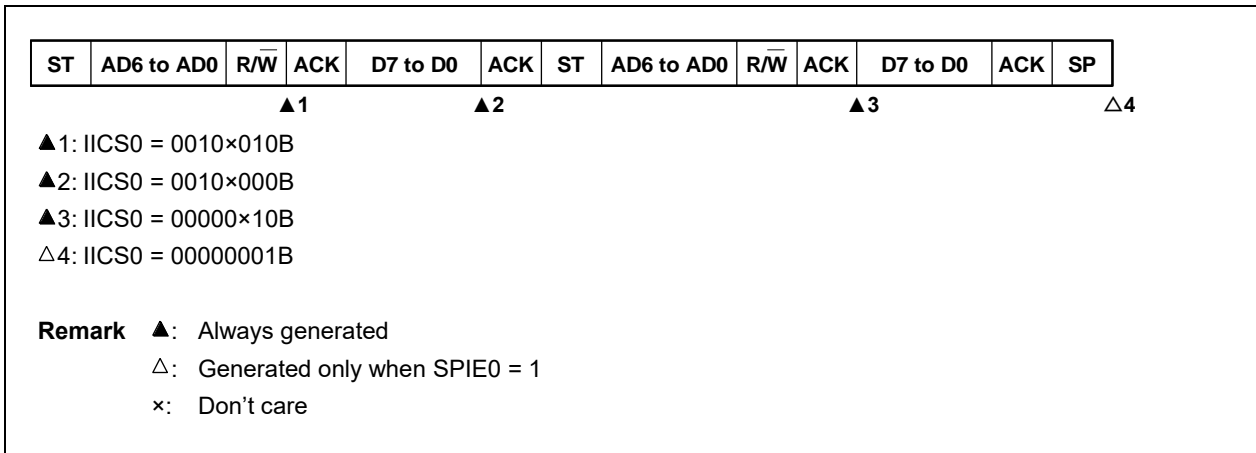 ST AD6 to AD0 R/W̅ ACK D7 to D0 ACK ST AD6 to AD0 R/W̅ ACK D7 to D0 ACK SP
▲1 ▲2 ▲3 △4
▲1: IICS0 = 0010×010B
▲2: IICS0 = 0010×000B
▲3: IICS0 = 00000×10B
△4: IICS0 = 00000001B
Remark ▲: Always generated
△: Generated only when SPIE0 = 1
×: Don't care